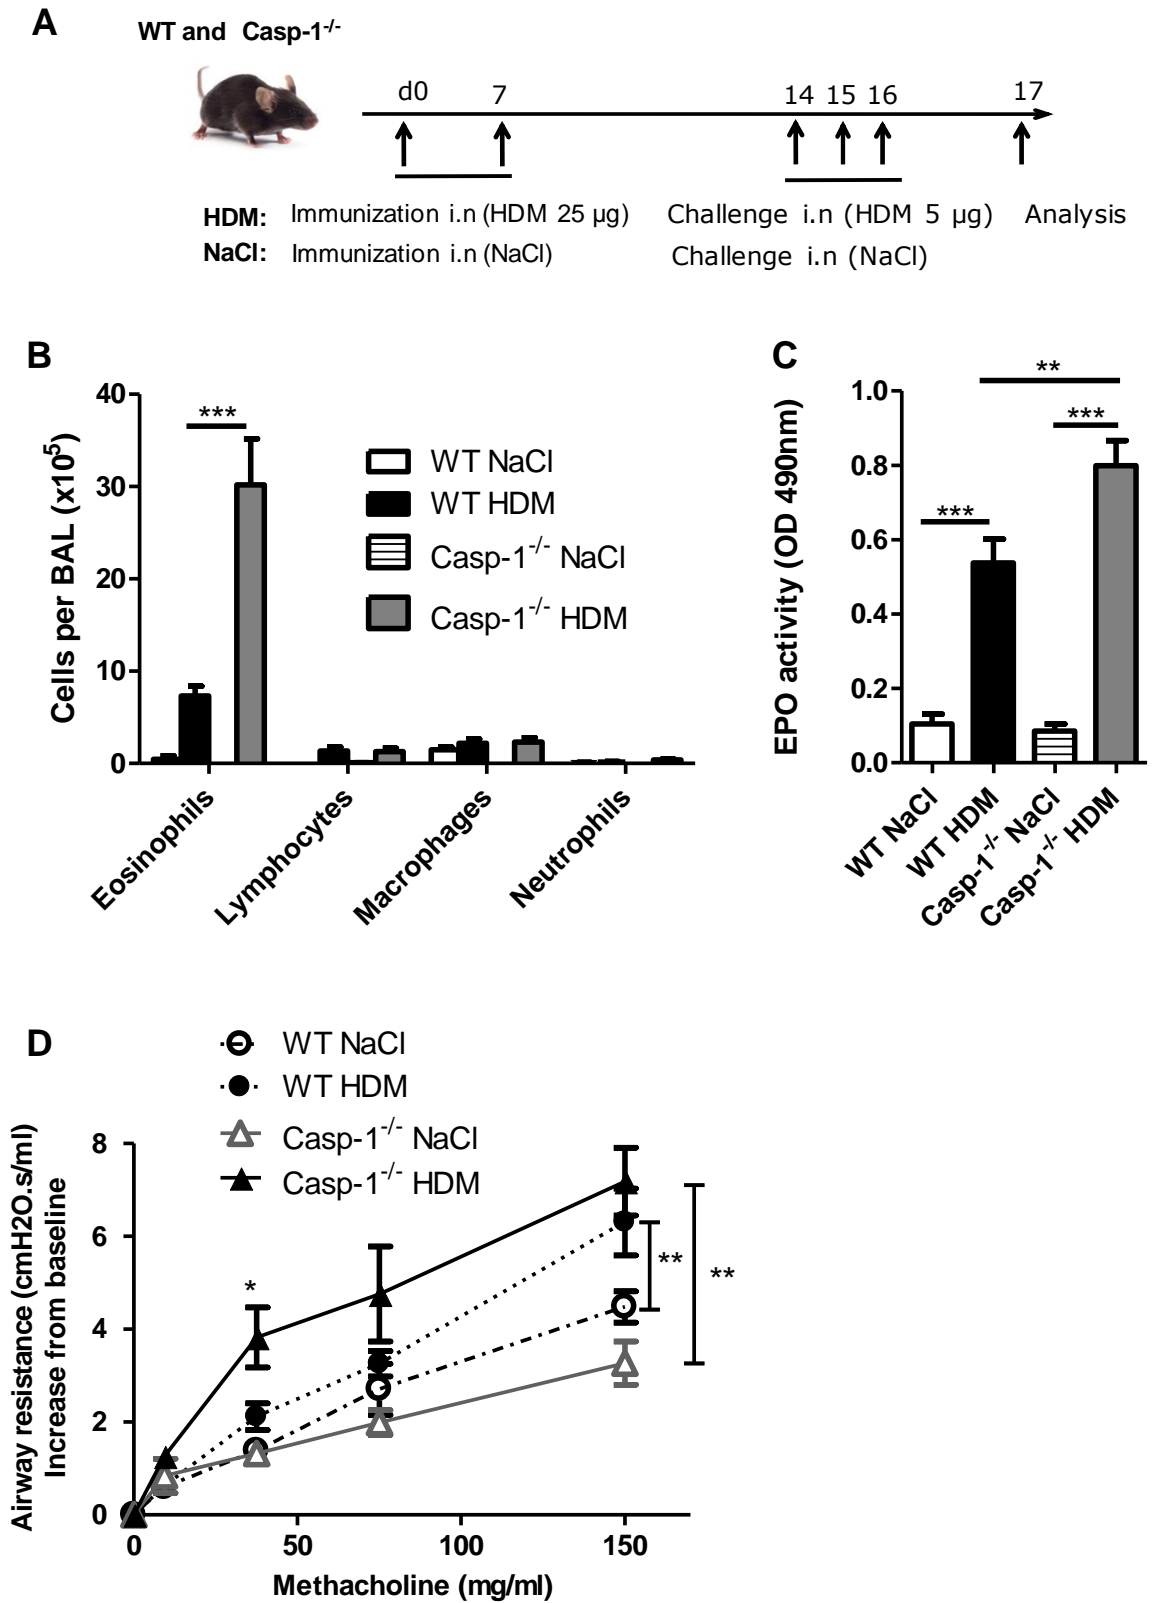 A
WT and Casp-1-/-
d0 7 14 15 16 17
HDM: Immunization i.n (HDM 25 µg) Challenge i.n (HDM 5 µg) Analysis
NaCl: Immunization i.n (NaCl) Challenge i.n (NaCl)
B
Cells per BAL (x10⁵)
40
30
20
10
0
***
WT NaCl
WT HDM
Casp-1-/- NaCl
Casp-1-/- HDM
Eosinophils
Lymphocytes
Macrophages
Neutrophils
C
EPO activity (OD 490nm)
1.0
0.8
0.6
0.4
0.2
0.0
**
***
***
WT NaCl
WT HDM
Casp-1-/- NaCl
Casp-1-/- HDM
D
WT NaCl
WT HDM
Casp-1-/- NaCl
Casp-1-/- HDM
Airway resistance (cmH2O.s/ml)
Increase from baseline
8
6
4
2
0
*
**
**
0 50 100 150
Methacholine (mg/ml)